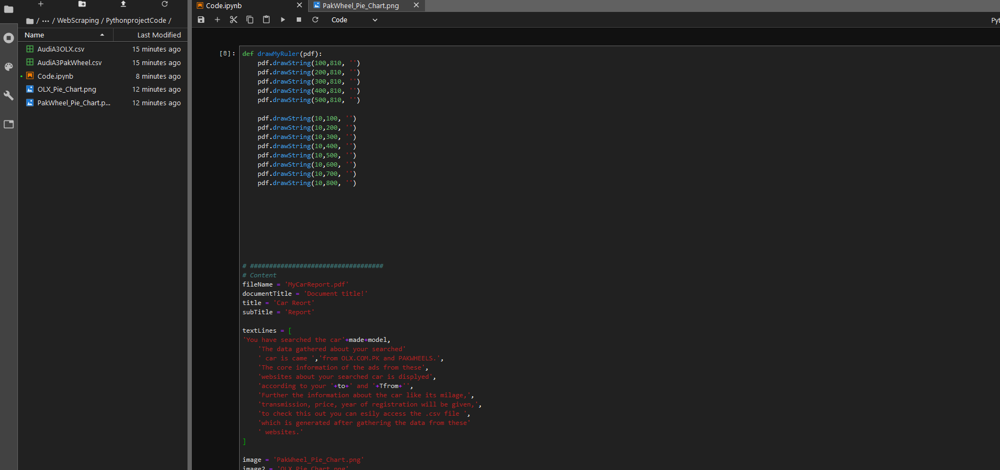 Code.ipynb
PakWheel_Pie_Chart.png
/ ··· / WebScraping / PythonprojectCode /
Code
Name
Last Modified
AudiA3OLX.csv 15 minutes ago
AudiA3PakWheel.csv 15 minutes ago
Code.ipynb 8 minutes ago
OLX_Pie_Chart.png 12 minutes ago
PakWheel_Pie_Chart.p... 12 minutes ago
[8]:
def drawMyRuler(pdf):
    pdf.drawString(100,810, '')
    pdf.drawString(200,810, '')
    pdf.drawString(300,810, '')
    pdf.drawString(400,810, '')
    pdf.drawString(500,810, '')
    pdf.drawString(10,100, '')
    pdf.drawString(10,200, '')
    pdf.drawString(10,300, '')
    pdf.drawString(10,400, '')
    pdf.drawString(10,500, '')
    pdf.drawString(10,600, '')
    pdf.drawString(10,700, '')
    pdf.drawString(10,800, '')
# ###################################
# Content
fileName = 'MyCarReport.pdf'
documentTitle = 'Document title!'
title = 'Car Reort'
subTitle = 'Report'
textLines = [
'You have searched the car'+made+model,
    'The data gathered about your searched'
    ' car is came ','from OLX.COM.PK and PAKWHEELS.',
    'The core information of the ads from these',
    'websites about your searched car is displyed',
    'according to your '+to+' and '+Tfrom+'',
    'Further the information about the car like its milage,',
    'transmission, price, year of registration will be given,',
    'to check this out you can esily access the .csv file ',
    'which is generated after gathering the data from these'
    ' websites.'
]
image = 'PakWheel_Pie_Chart.png'
image2 = 'OLX_Pie_Chart.png'